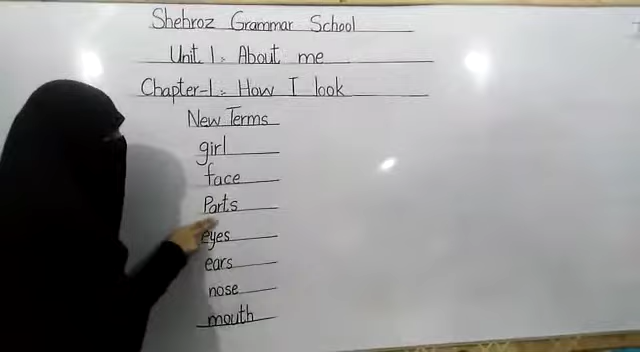 Shehroz Grammar School
Unit 1: About me
Chapter-1: How I look
New Terms
girl
face
Parts
eyes
ears
nose
mouth